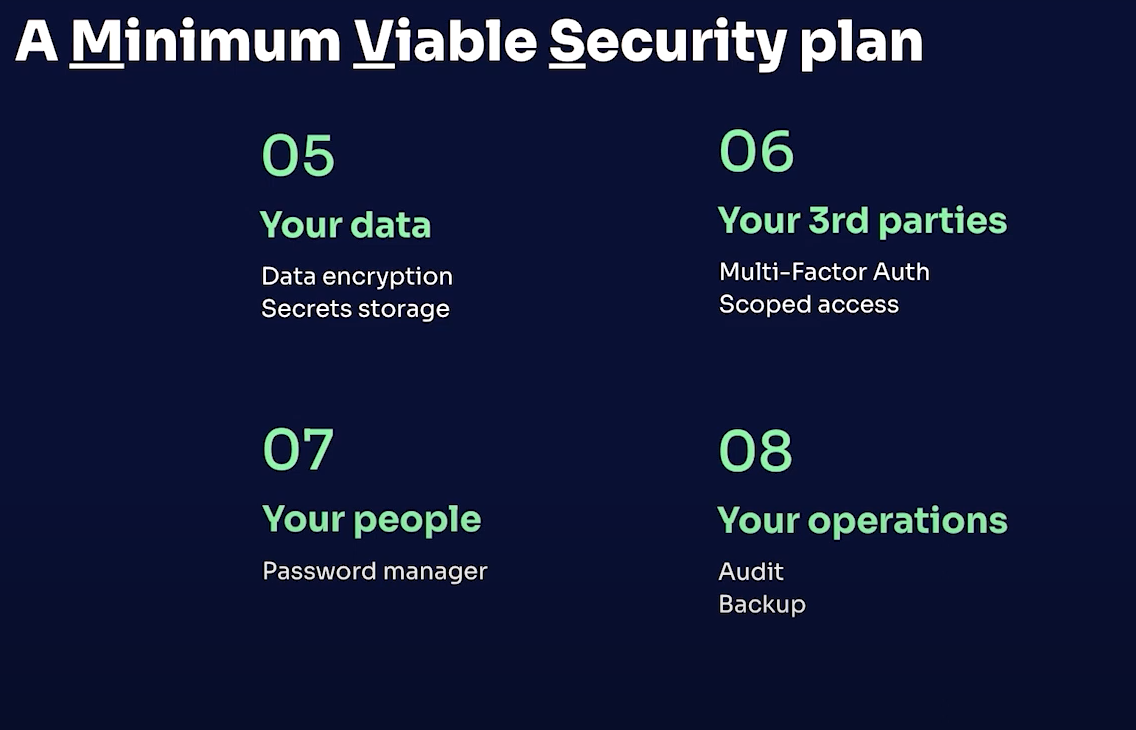 A Minimum Viable Security plan
05
Your data
Data encryption
Secrets storage
06
Your 3rd parties
Multi-Factor Auth
Scoped access
07
Your people
Password manager
08
Your operations
Audit
Backup